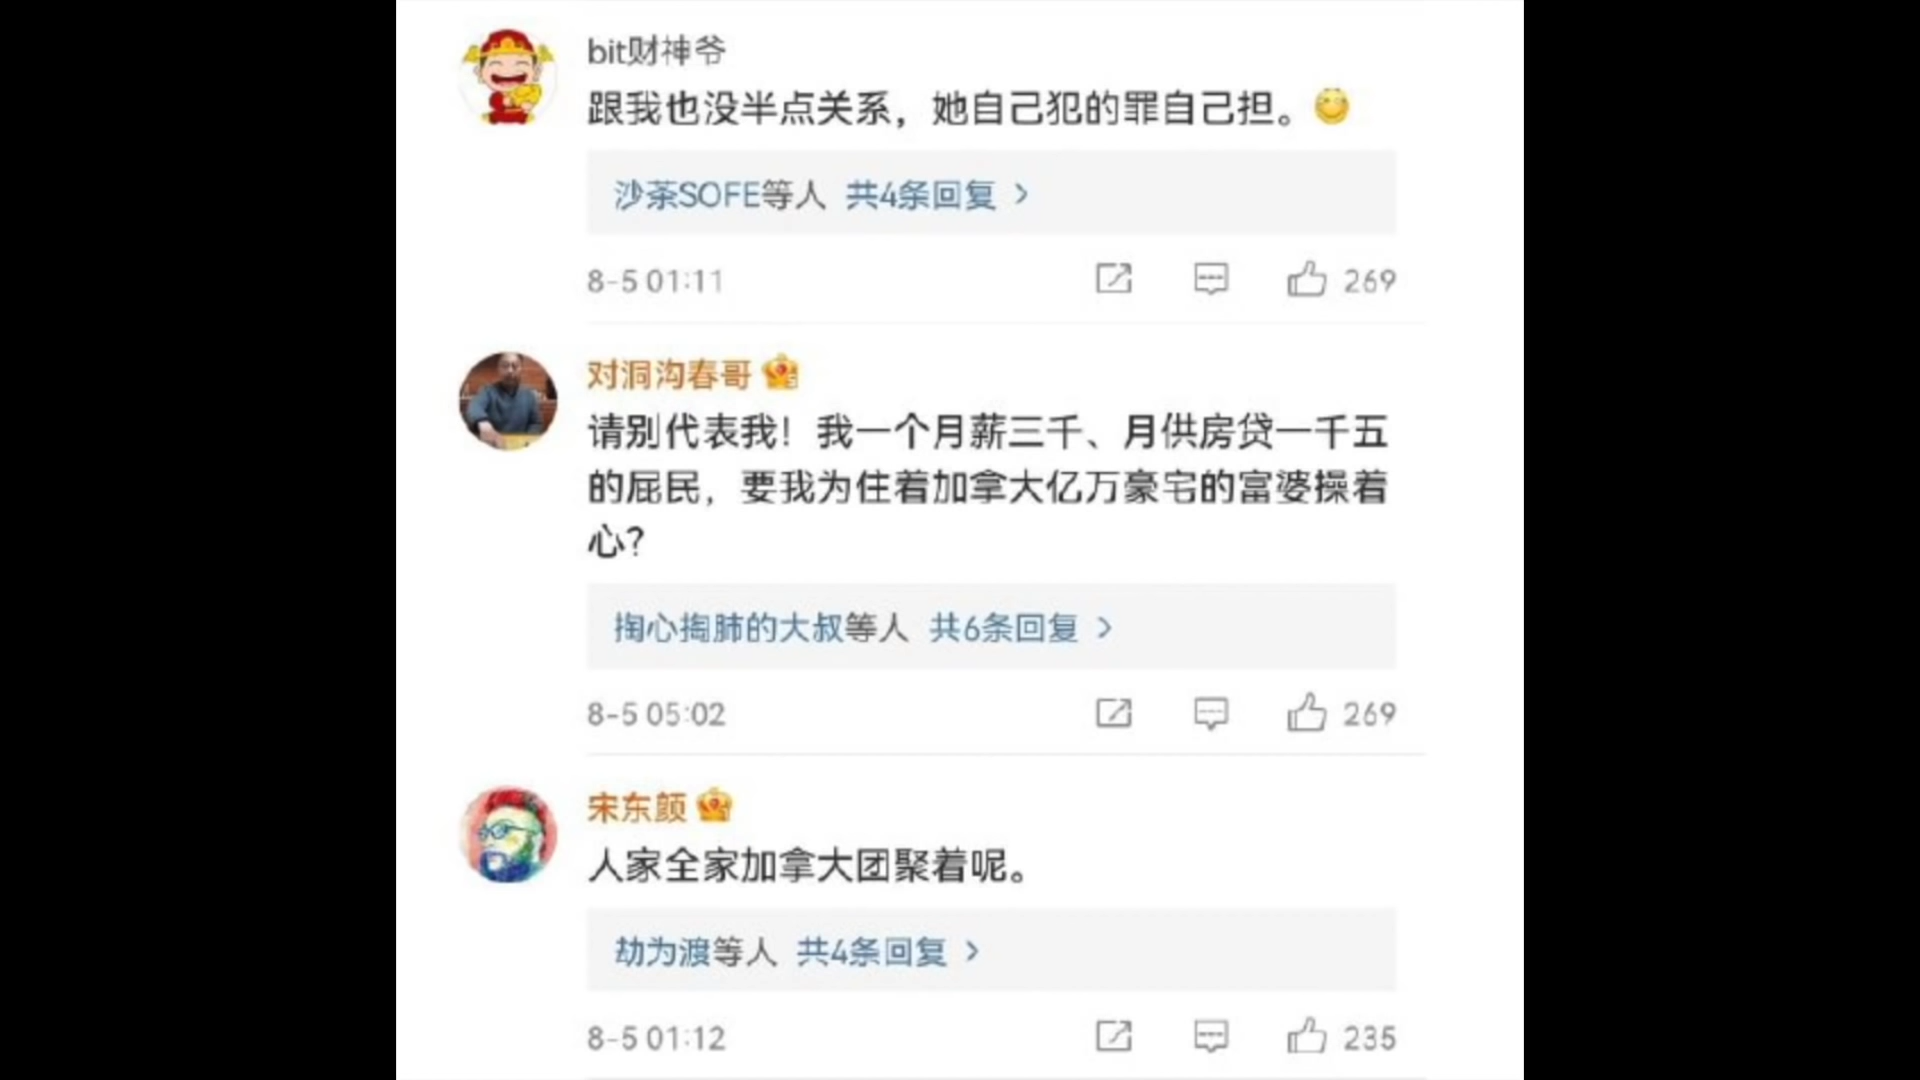 bit财神爷
跟我也没半点关系，她自己犯的罪自己担。
沙茶SOFE等人 共4条回复 >
8-5 01:11 269
对洞沟春哥
请别代表我！我一个月薪三千、月供房贷一千五
的屁民，要我为住着加拿大亿万豪宅的富婆操着
心？
掏心掏肺的大叔等人 共6条回复 >
8-5 05:02 269
宋东颜
人家全家加拿大团聚着呢。
劫为渡等人 共4条回复 >
8-5 01:12 235